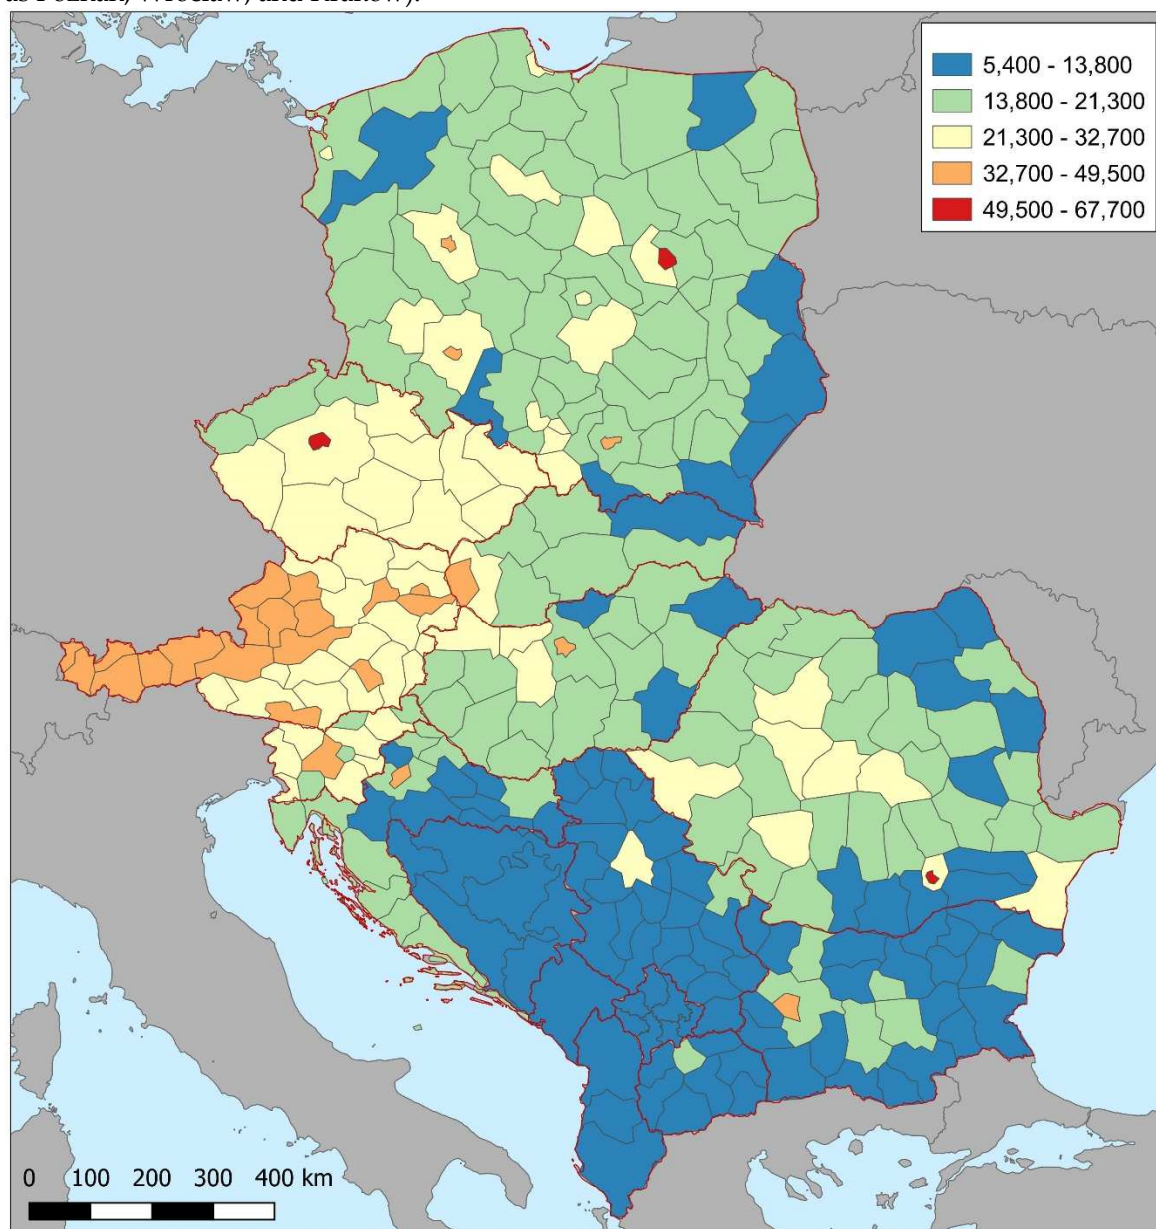 as Poznań, Wrocław, and Kraków).
5,400 - 13,800
13,800 - 21,300
21,300 - 32,700
32,700 - 49,500
49,500 - 67,700
0 100 200 300 400 km